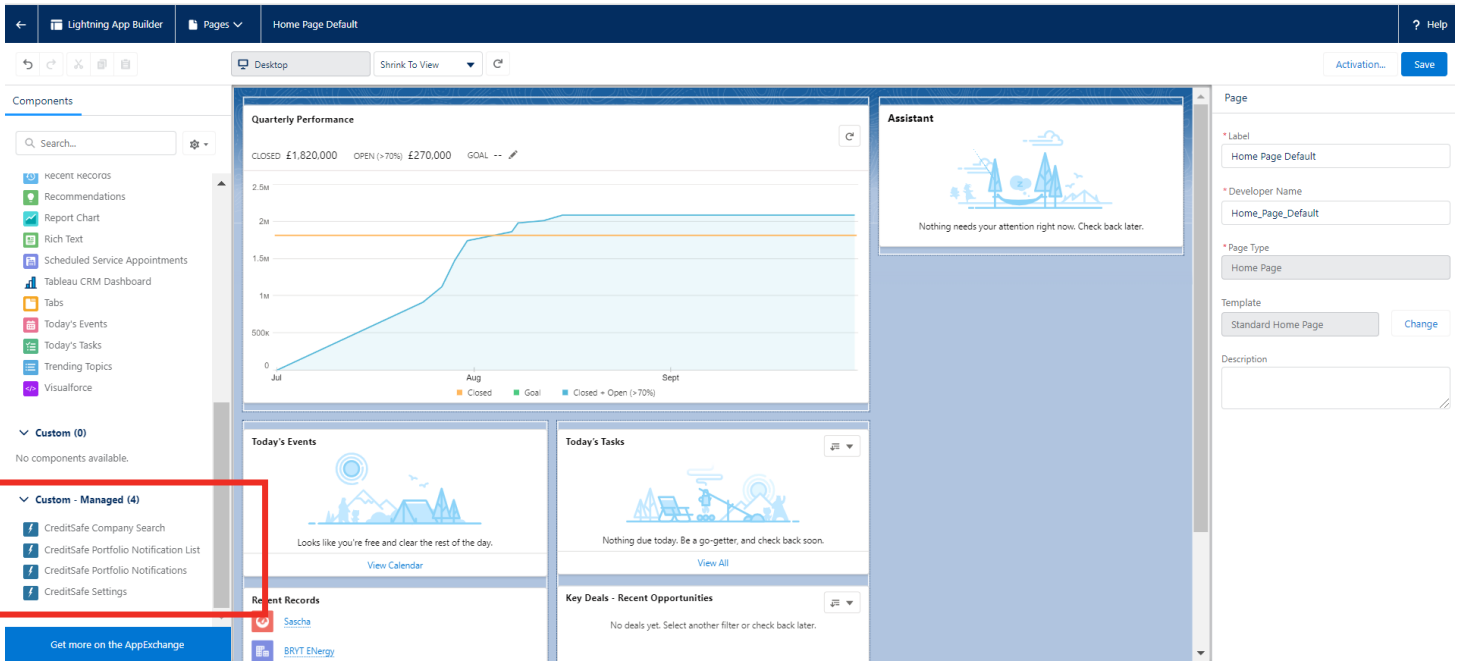 Lightning App Builder
Pages
Home Page Default
? Help
Desktop
Shrink To View
Activation...
Save
Components
Search...
Recent Records
Recommendations
Report Chart
Rich Text
Scheduled Service Appointments
Tableau CRM Dashboard
Tabs
Today's Events
Today's Tasks
Trending Topics
Visualforce
Custom (0)
No components available.
Custom - Managed (4)
CreditSafe Company Search
CreditSafe Portfolio Notification List
CreditSafe Portfolio Notifications
CreditSafe Settings
Get more on the AppExchange
Quarterly Performance
CLOSED £1,820,000 OPEN (>70%) £270,000 GOAL --
2.5M
2M
1.5M
1M
500K
0
Jul Aug Sept
Closed Goal Closed + Open (>70%)
Assistant
Nothing needs your attention right now. Check back later.
Today's Events
Looks like you're free and clear the rest of the day.
View Calendar
Today's Tasks
Nothing due today. Be a go-getter, and check back soon.
View All
Recent Records
Sascha
BRYT ENergy
Key Deals - Recent Opportunities
No deals yet. Select another filter or check back later.
Page
* Label
Home Page Default
* Developer Name
Home_Page_Default
* Page Type
Home Page
Template
Standard Home Page
Change
Description